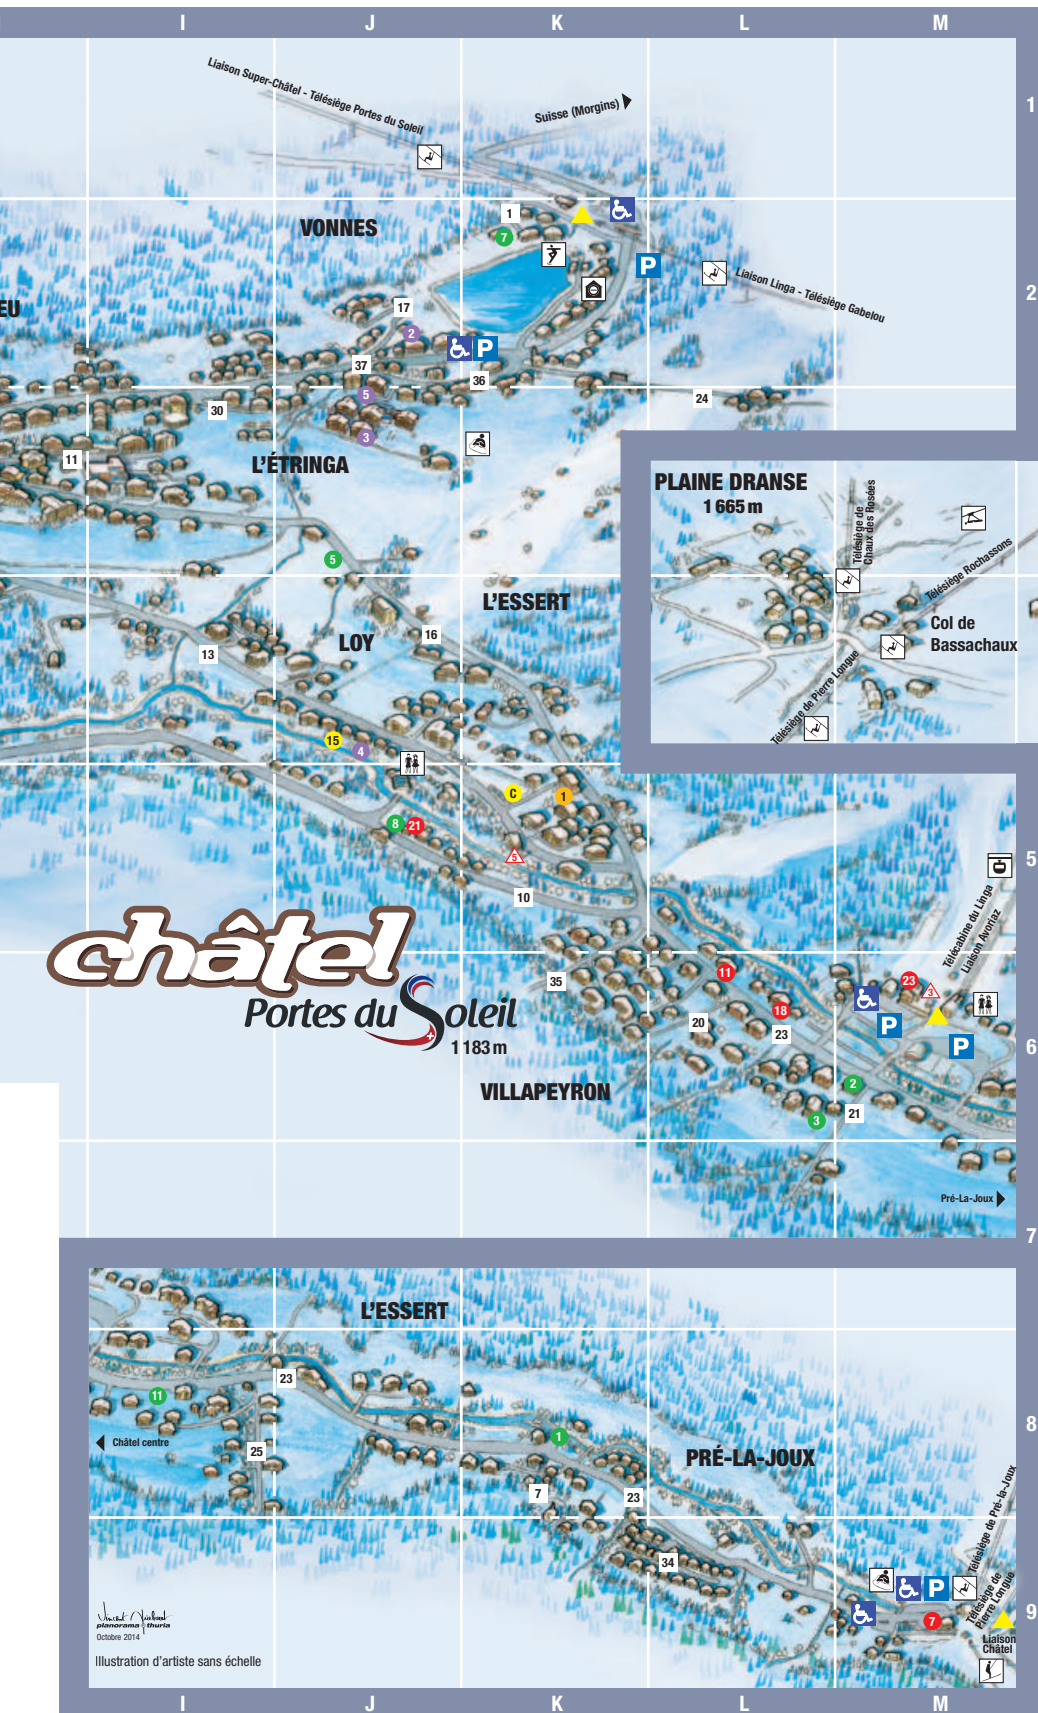 I J K L M
1
Liaison Super-Châtel - Télésiège Portes du Soleil
Suisse (Morgins)
VONNES
1
7
P
Liaison Linga - Télésiège Gabelou
2
EU
17
2
P
37
36
5
24
30
3
11
L'ÉTRINGA
PLAINE DRANSE
1 665 m
Télésiège de
Chaux des Rosées
Télésiège Rochassons
5
L'ESSERT
Col de
Bassachaux
16
LOY
13
Télésiège de Pierre Longue
15
4
C
1
8
21
5
5
10
Télécabine du Linga
Liaison Avoriaz
châtel
Portes du Soleil
1 183 m
35
11
23
3
18
20
23
P
P
6
VILLAPEYRON
2
21
3
Pré-La-Joux
7
L'ESSERT
23
11
1
8
Châtel centre
25
PRÉ-LA-JOUX
7
23
34
Télésiège de Pré-la-Joux
P
Télésiège de
Pierre Longue
7
9
Liaison
Châtel
planorama
thuria
Octobre 2014
Illustration d'artiste sans échelle
I J K L M